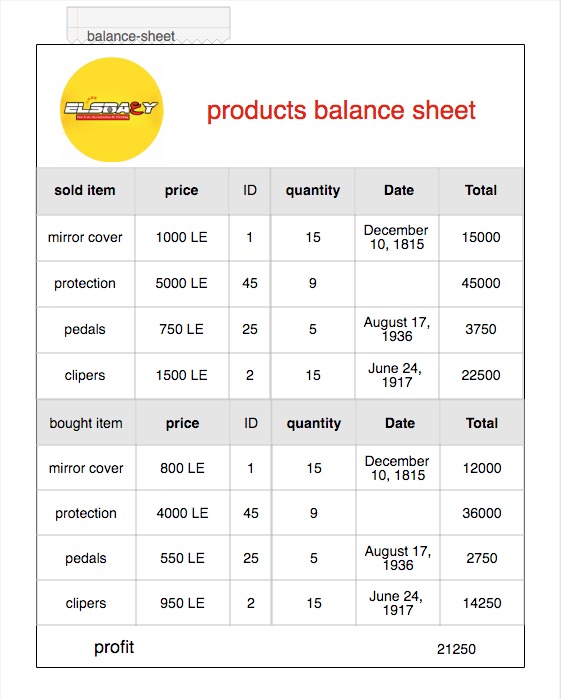 balance-sheet
ELSDAEY
products balance sheet
sold item price ID quantity Date Total
mirror cover 1000 LE 1 15 December 10, 1815 15000
protection 5000 LE 45 9 45000
pedals 750 LE 25 5 August 17, 1936 3750
clipers 1500 LE 2 15 June 24, 1917 22500
bought item price ID quantity Date Total
mirror cover 800 LE 1 15 December 10, 1815 12000
protection 4000 LE 45 9 36000
pedals 550 LE 25 5 August 17, 1936 2750
clipers 950 LE 2 15 June 24, 1917 14250
profit 21250